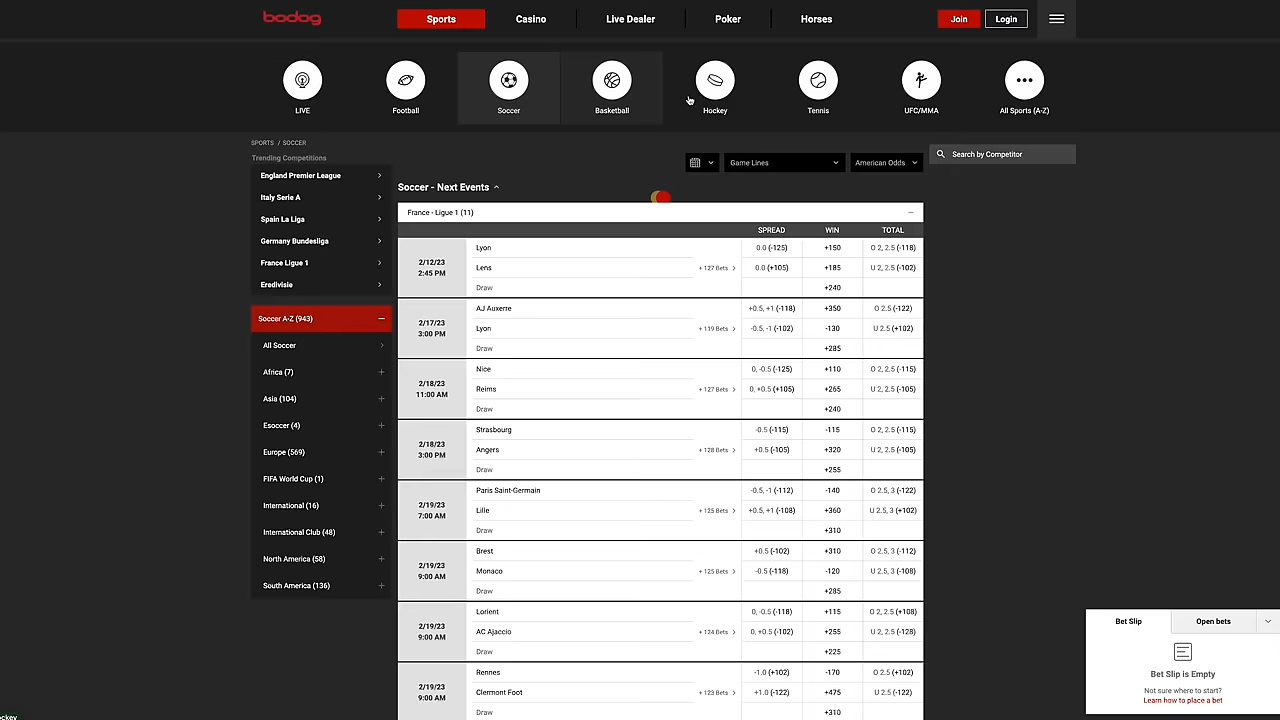 bodog
Sports Casino Live Dealer Poker Horses Join Login
LIVE Football Soccer Basketball Hockey Tennis UFC/MMA All Sports (A-Z)
SPORTS / SOCCER
Trending Competitions
England Premier League
Italy Serie A
Spain La Liga
Germany Bundesliga
France Ligue 1
Eredivisie
Soccer A-Z (943)
All Soccer
Africa (7)
Asia (104)
Esoccer (4)
Europe (569)
FIFA World Cup (1)
International (16)
International Club (48)
North America (58)
South America (136)
Game Lines American Odds Search by Competitor
Soccer - Next Events
France - Ligue 1 (11)
SPREAD WIN TOTAL
2/12/23
2:45 PM
Lyon 0.0 (-125) +150 O 2, 2.5 (-118)
Lens + 127 Bets 0.0 (+105) +185 U 2, 2.5 (-102)
Draw +240
2/17/23
3:00 PM
AJ Auxerre +0.5, +1 (-118) +350 O 2.5 (-122)
Lyon + 119 Bets -0.5, -1 (-102) -130 U 2.5 (+102)
Draw +285
2/18/23
11:00 AM
Nice 0, -0.5 (-125) +110 O 2, 2.5 (-115)
Reims + 127 Bets 0, +0.5 (+105) +265 U 2, 2.5 (-105)
Draw +240
2/18/23
3:00 PM
Strasbourg -0.5 (-115) -115 O 2, 2.5 (-115)
Angers + 128 Bets +0.5 (-105) +320 U 2, 2.5 (-105)
Draw +255
2/19/23
7:00 AM
Paris Saint-Germain -0.5, -1 (-112) -140 O 2.5, 3 (-122)
Lille + 125 Bets +0.5, +1 (-108) +360 U 2.5, 3 (+102)
Draw +310
2/19/23
9:00 AM
Brest +0.5 (-102) +310 O 2.5, 3 (-112)
Monaco + 125 Bets -0.5 (-118) -120 U 2.5, 3 (-108)
Draw +285
2/19/23
9:00 AM
Lorient 0, -0.5 (-118) +115 O 2, 2.5 (+108)
AC Ajaccio + 124 Bets 0, +0.5 (-102) +255 U 2, 2.5 (-128)
Draw +225
2/19/23
9:00 AM
Rennes -1.0 (+102) -170 O 2.5 (+102)
Clermont Foot + 123 Bets +1.0 (-122) +475 U 2.5 (-122)
Draw +310
Bet Slip Open bets
Bet Slip is Empty
Not sure where to start?
Learn how to place a bet
ockey